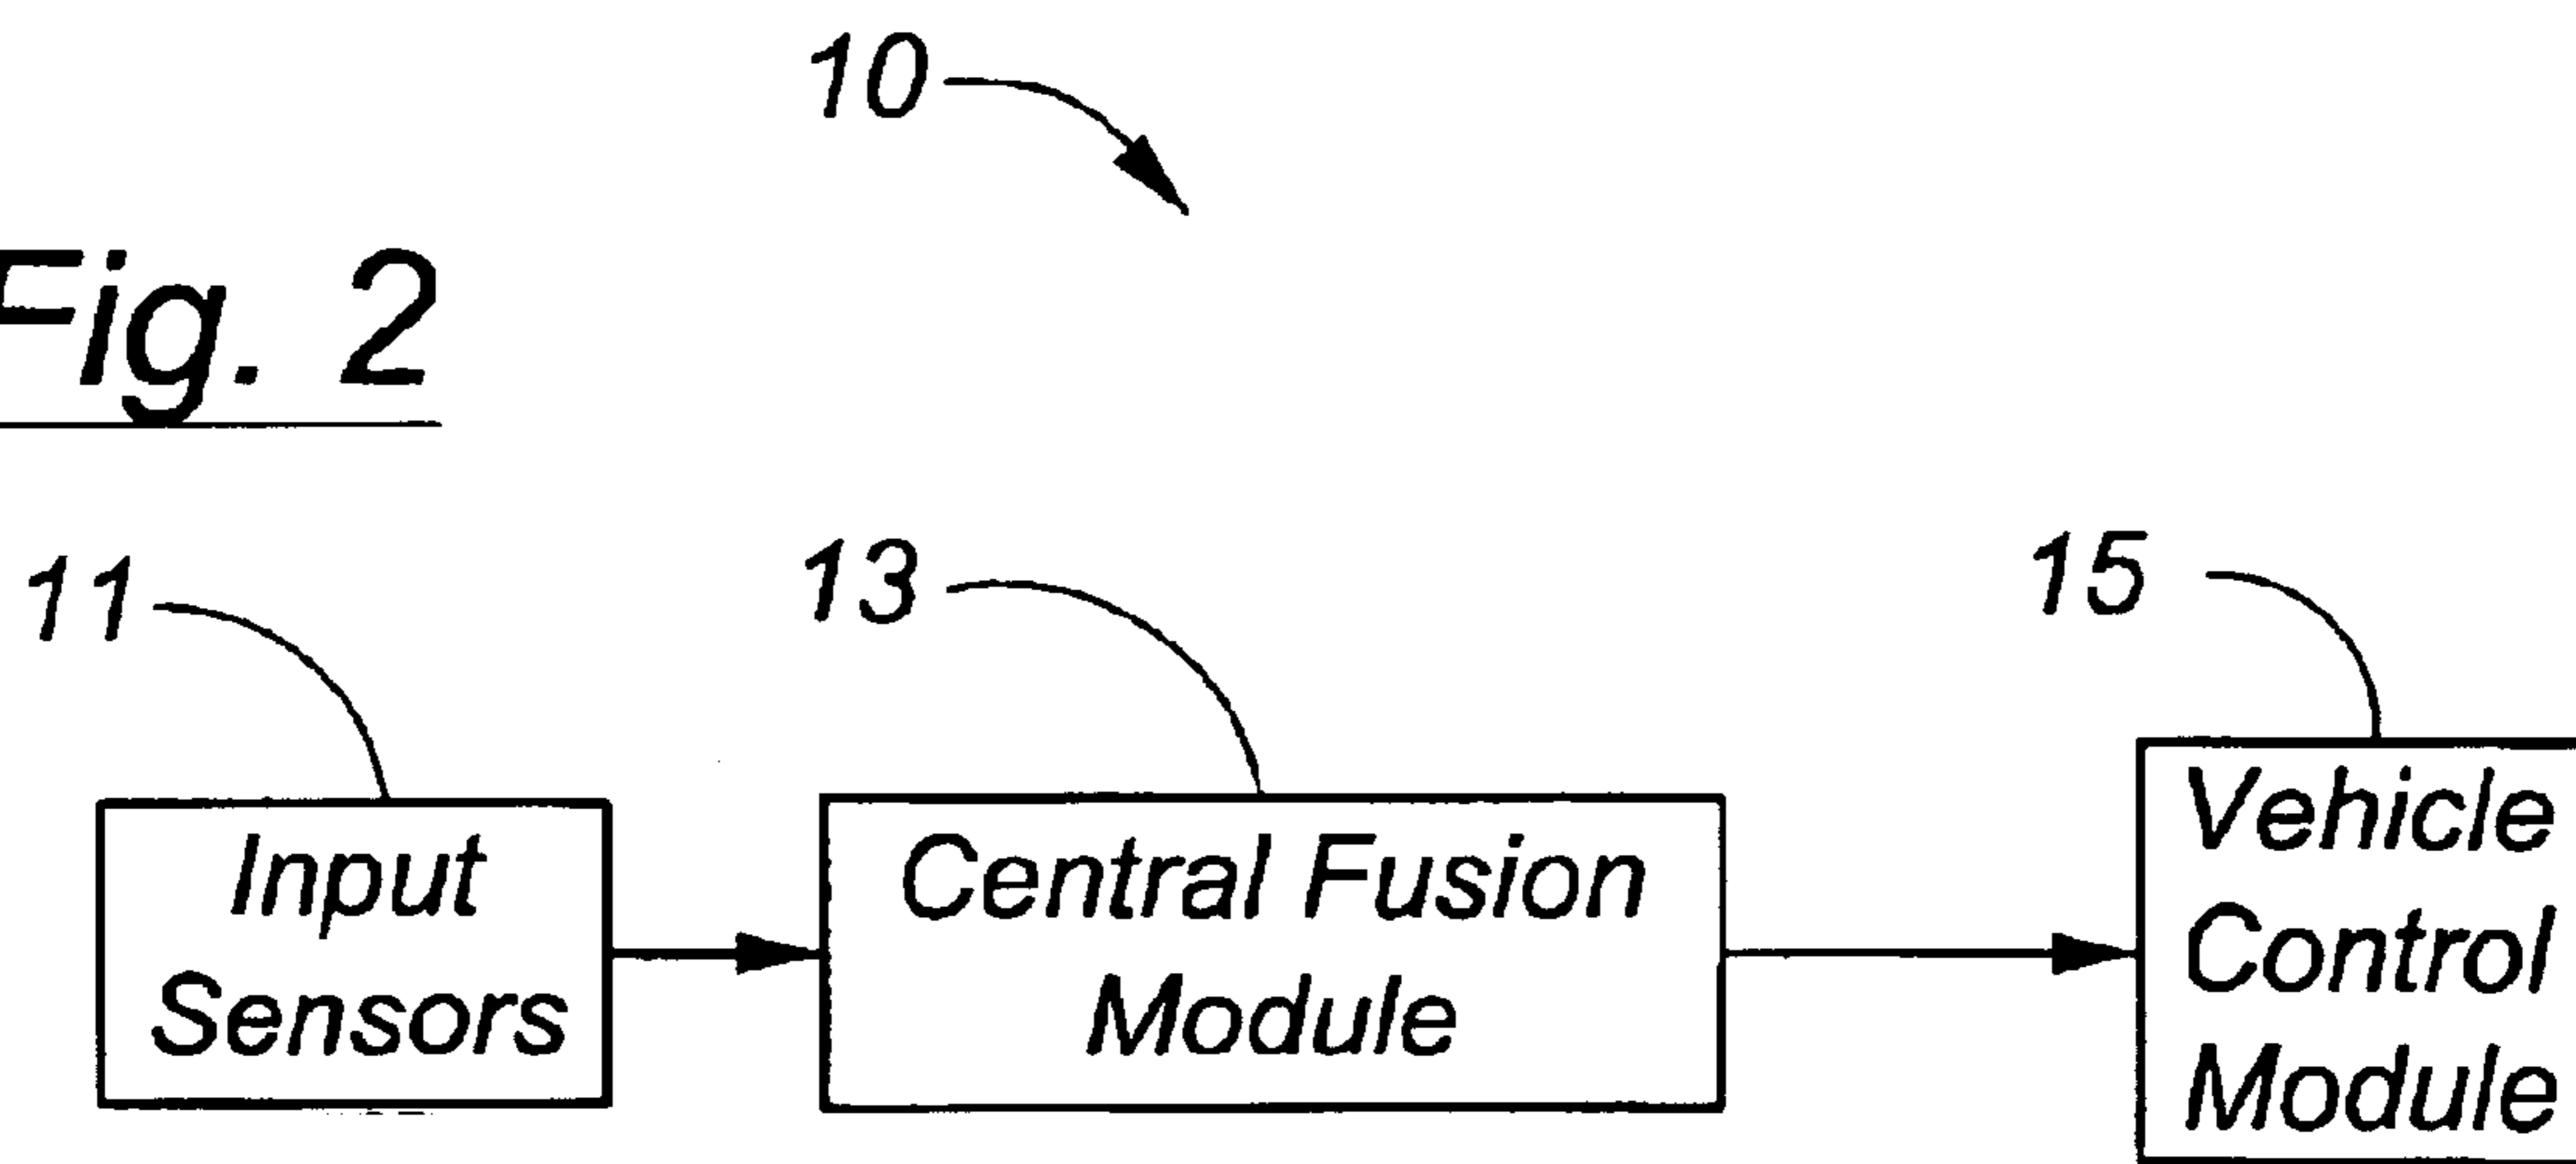 10
Fig. 2
11
13
15
Input
Sensors
Central Fusion
Module
Vehicle
Control
Module